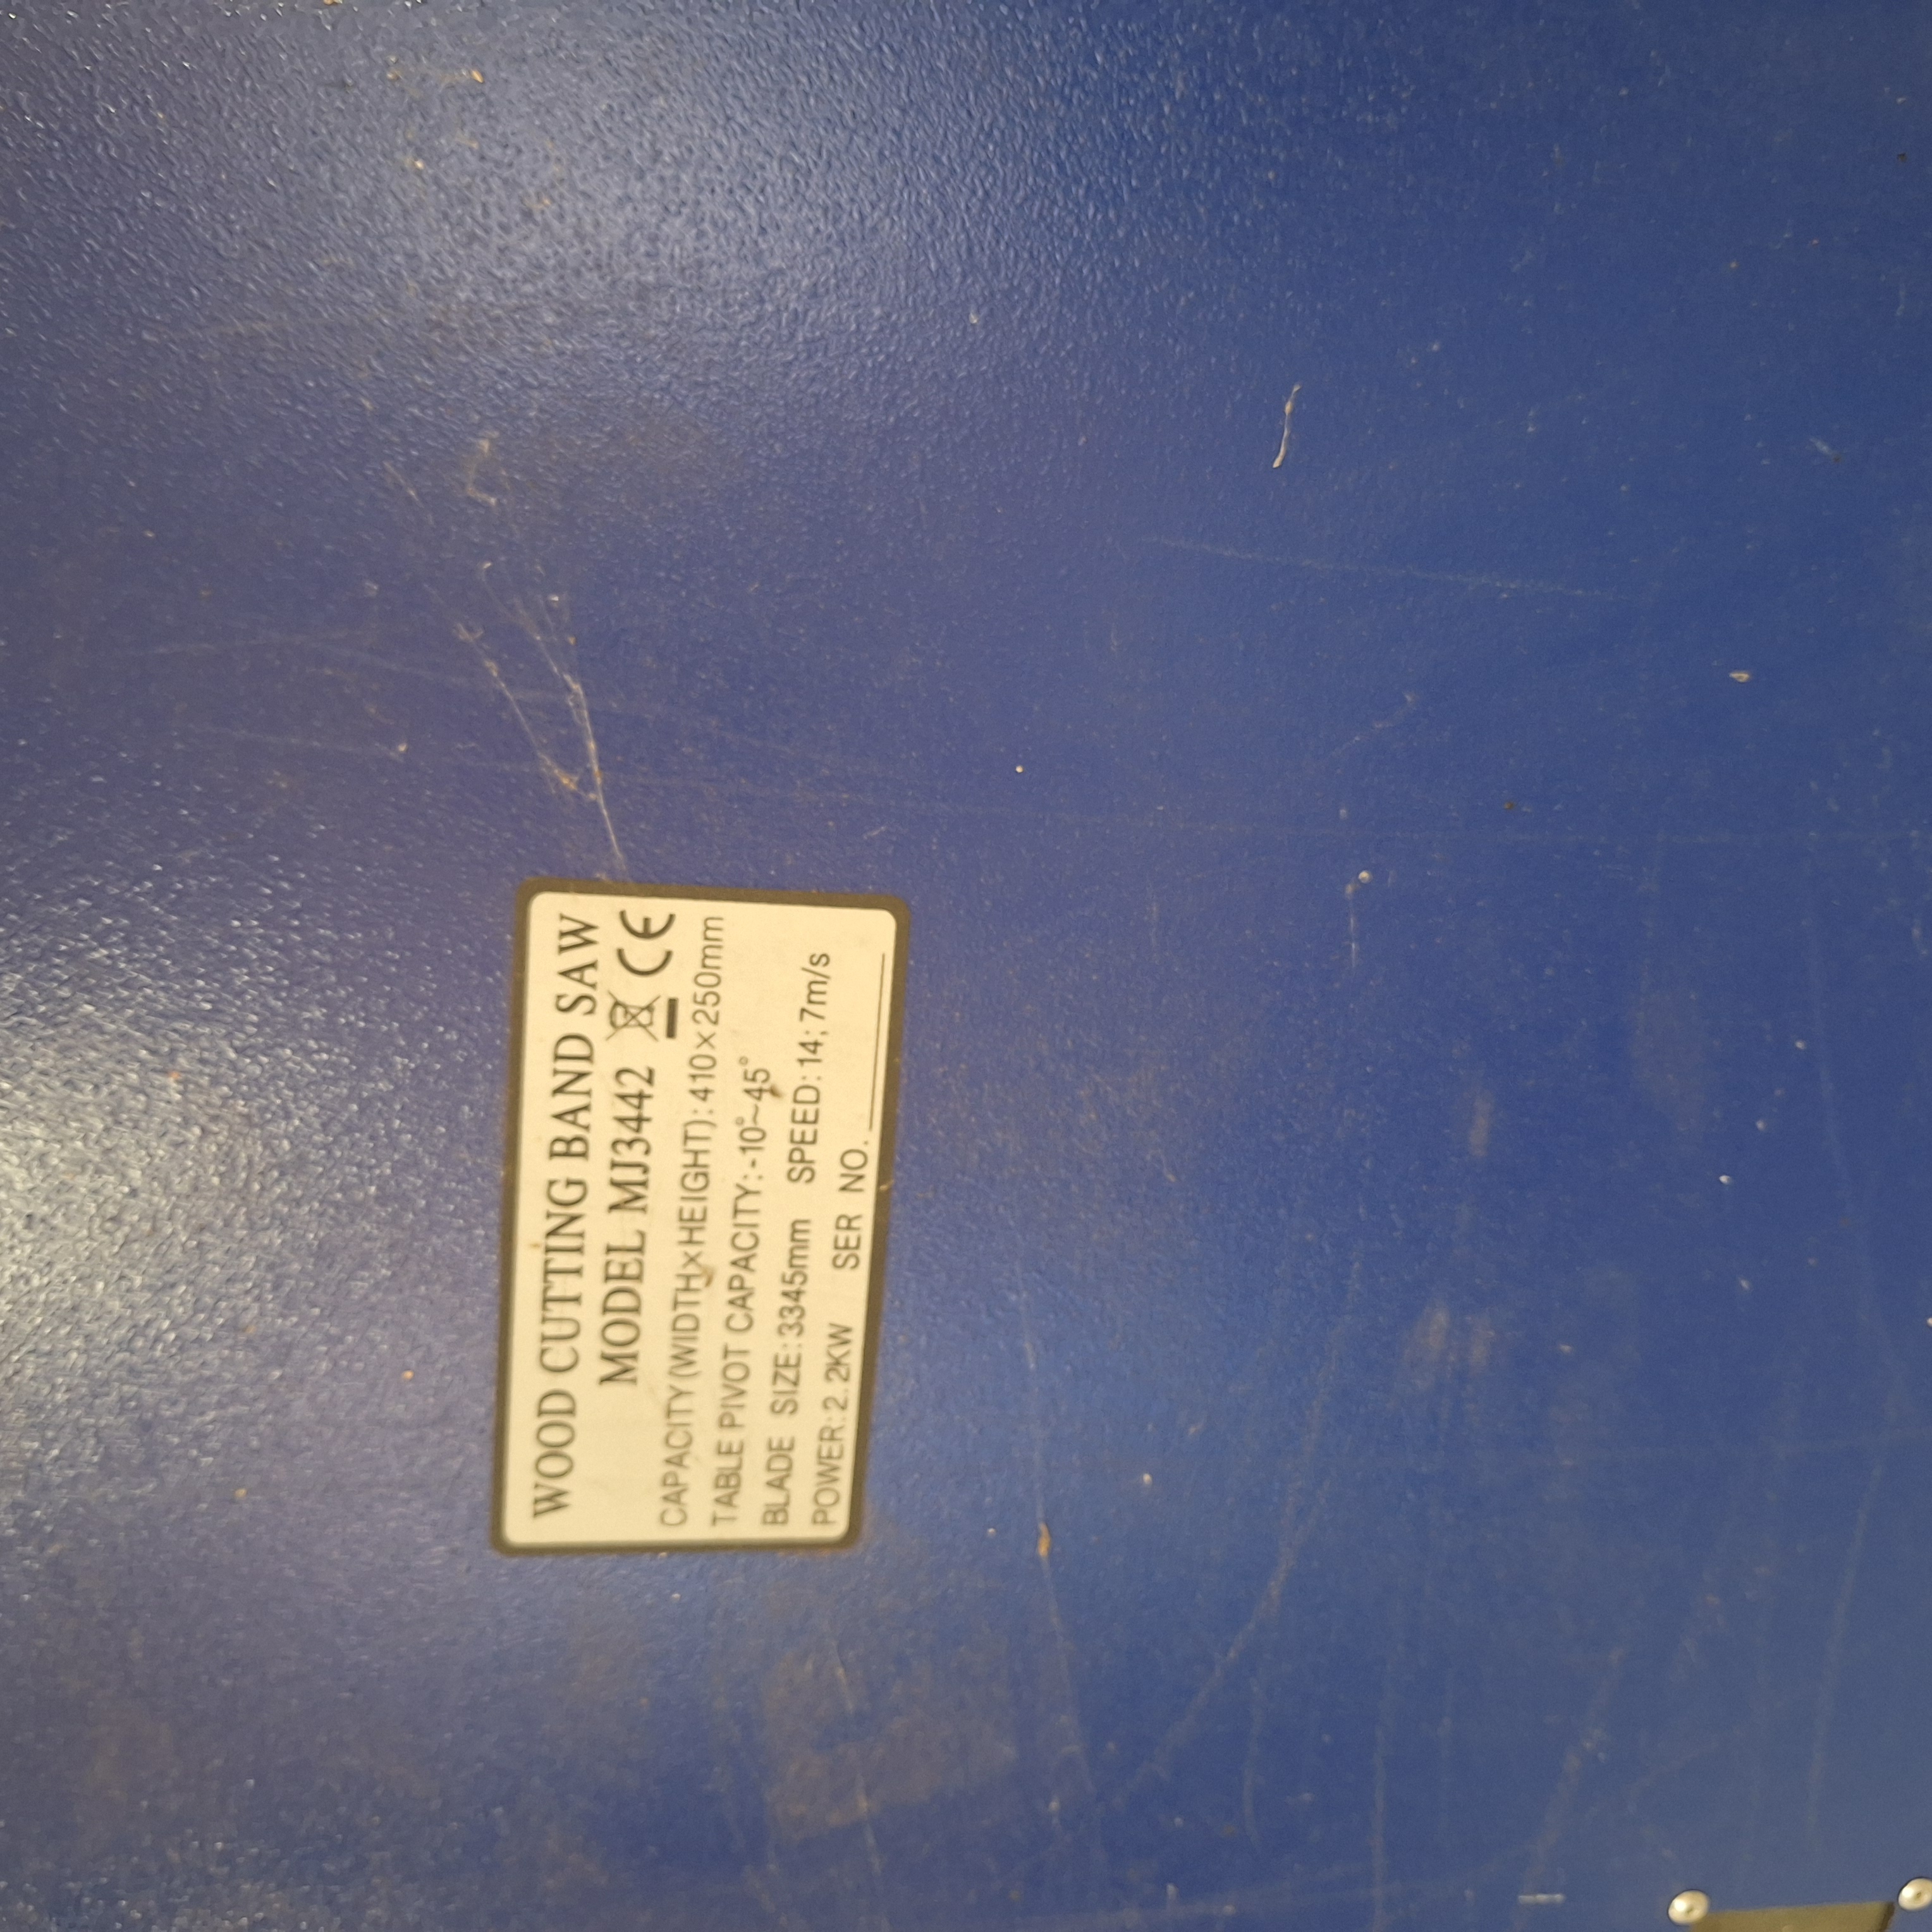 WOOD CUTTING BAND SAW
MODEL MJ3442 CE
CAPACITY(WIDTH×HEIGHT):410×250mm
TABLE PIVOT CAPACITY:-10°~45°
BLADE SIZE:3345mm SPEED:14;7m/s
POWER:2.2KW SER NO.